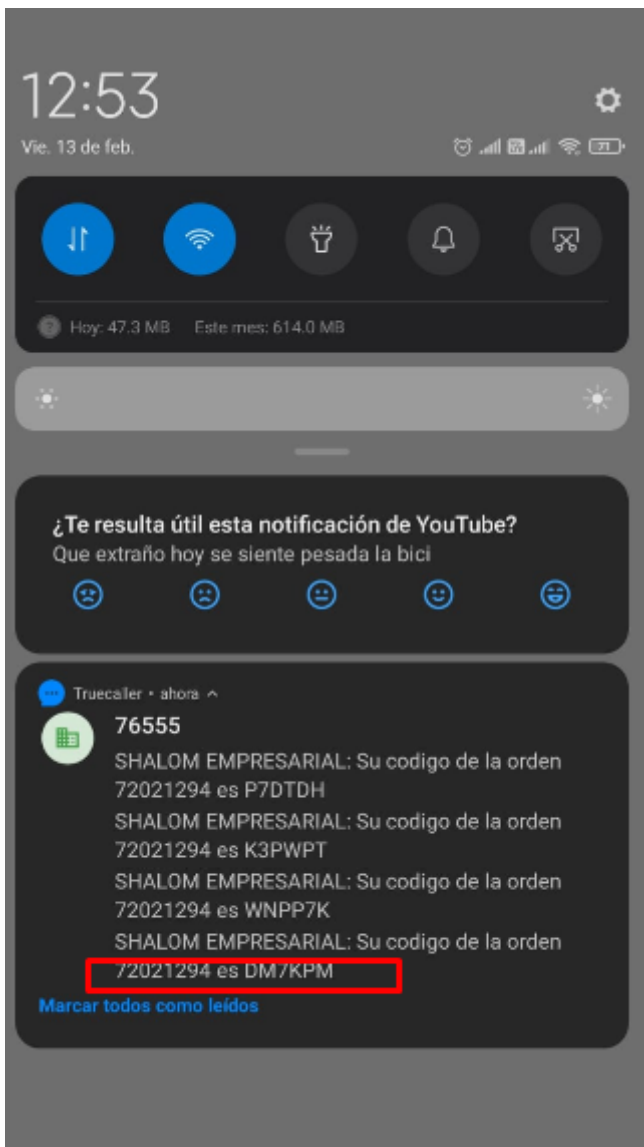 12:53
Vie. 13 de feb.
71
Hoy: 47.3 MB Este mes: 614.0 MB
¿Te resulta útil esta notificación de YouTube?
Que extraño hoy se siente pesada la bici
Truecaller • ahora
76555
SHALOM EMPRESARIAL: Su codigo de la orden
72021294 es P7DTDH
SHALOM EMPRESARIAL: Su codigo de la orden
72021294 es K3PWPT
SHALOM EMPRESARIAL: Su codigo de la orden
72021294 es WNPP7K
SHALOM EMPRESARIAL: Su codigo de la orden
72021294 es DM7KPM
Marcar todos como leídos